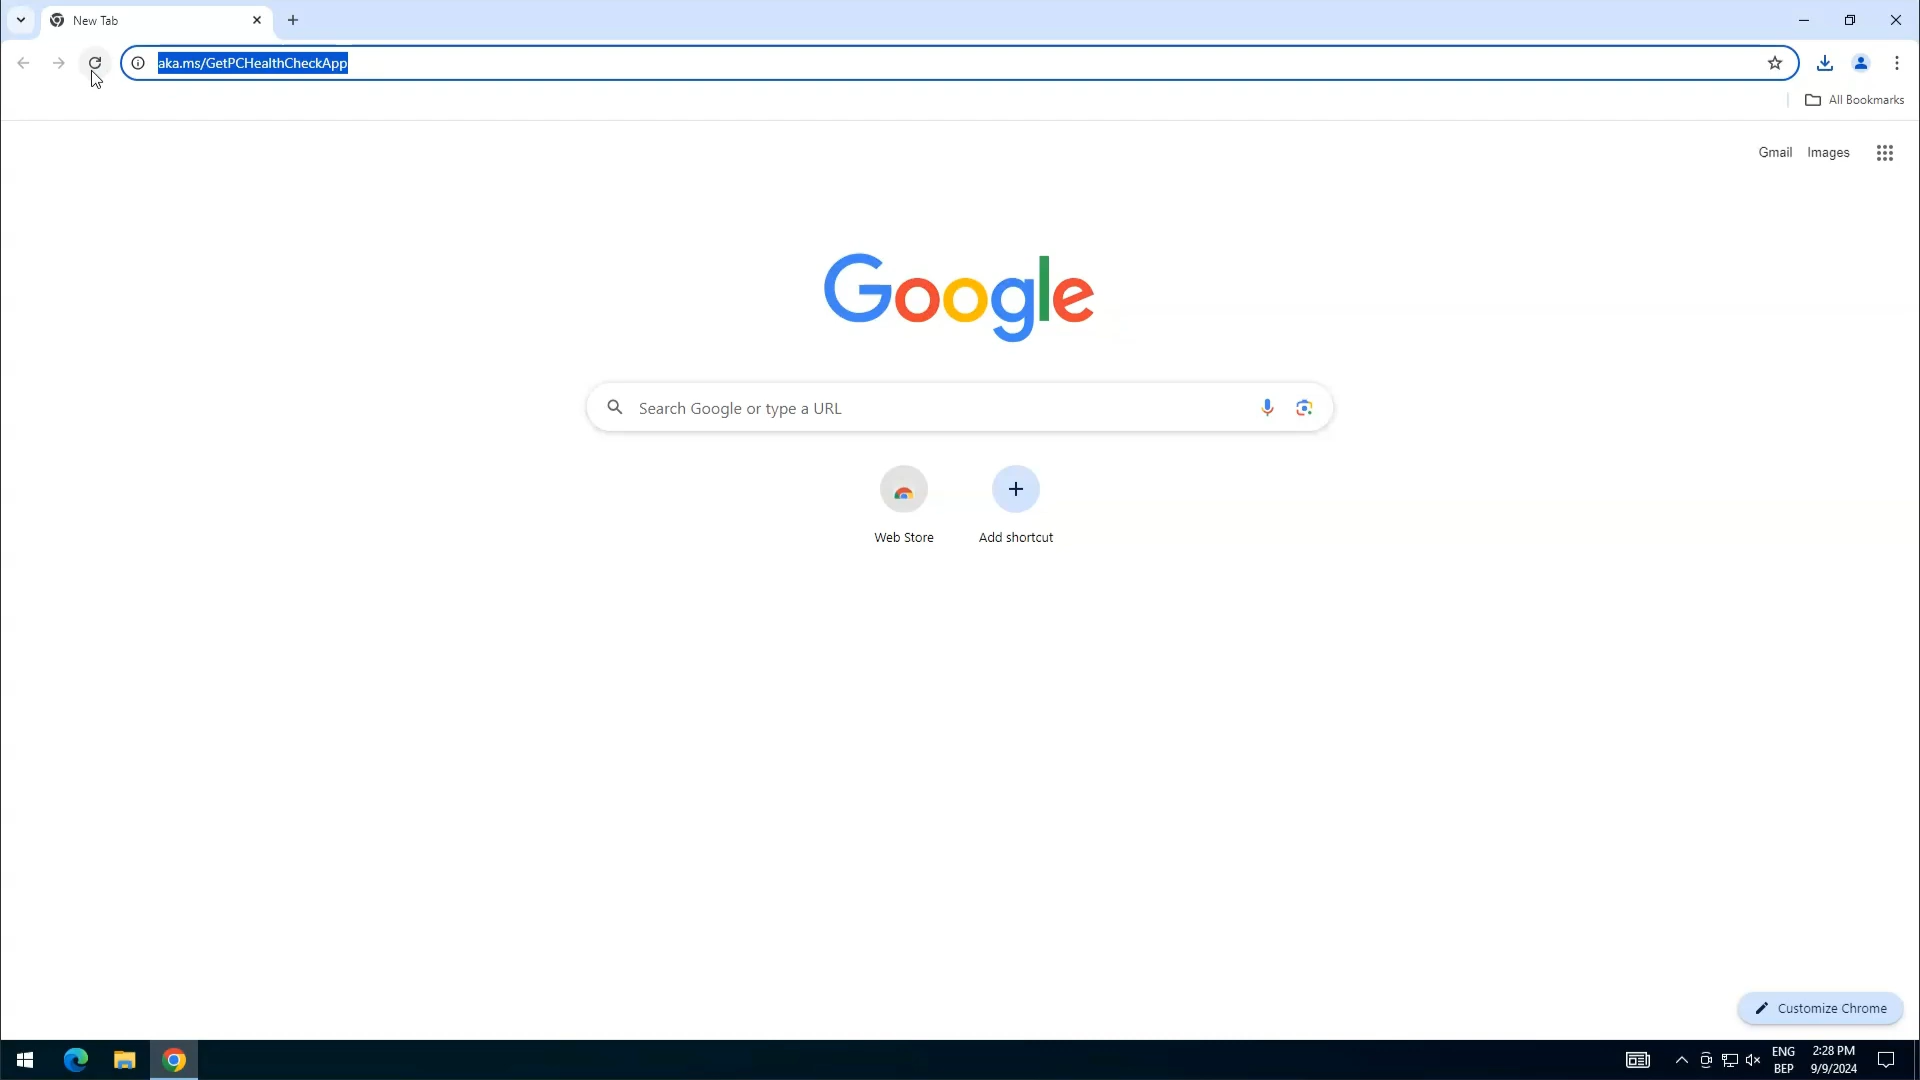 New Tab
aka.ms/GetPCHealthCheckApp
All Bookmarks
Gmail Images
Google
Search Google or type a URL
Web Store Add shortcut
Customize Chrome
ENG 2:28 PM
BEP 9/9/2024